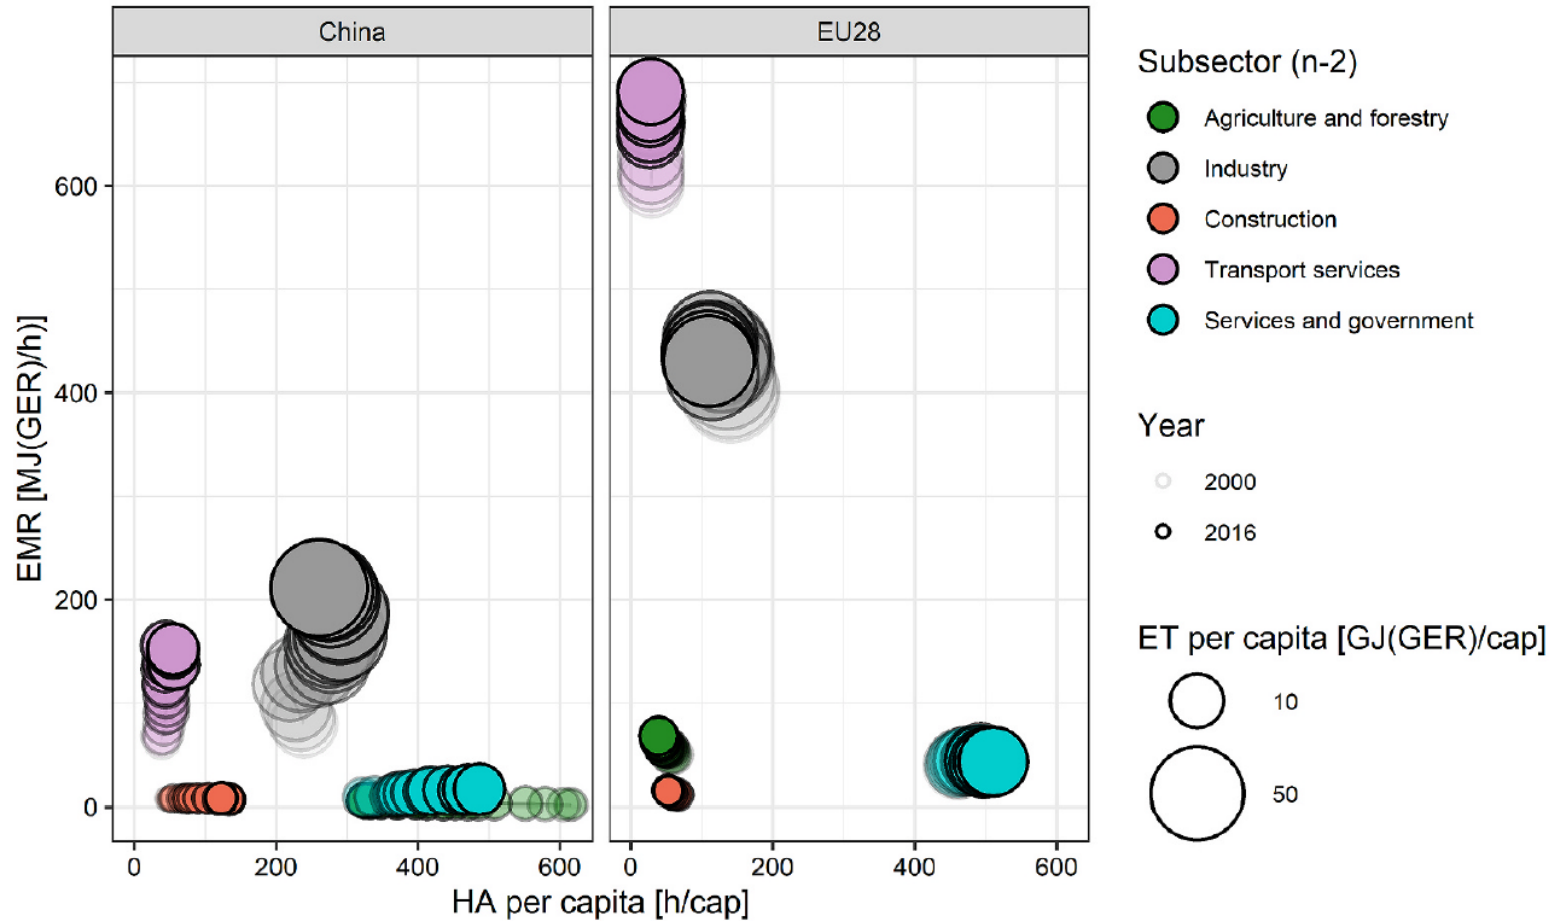 China
EU28
EMR [MJ(GER)/h)]
600
400
200
0
0 200 400 600
0 200 400 600
HA per capita [h/cap]
Subsector (n-2)
Agriculture and forestry
Industry
Construction
Transport services
Services and government
Year
2000
2016
ET per capita [GJ(GER)/cap]
10
50